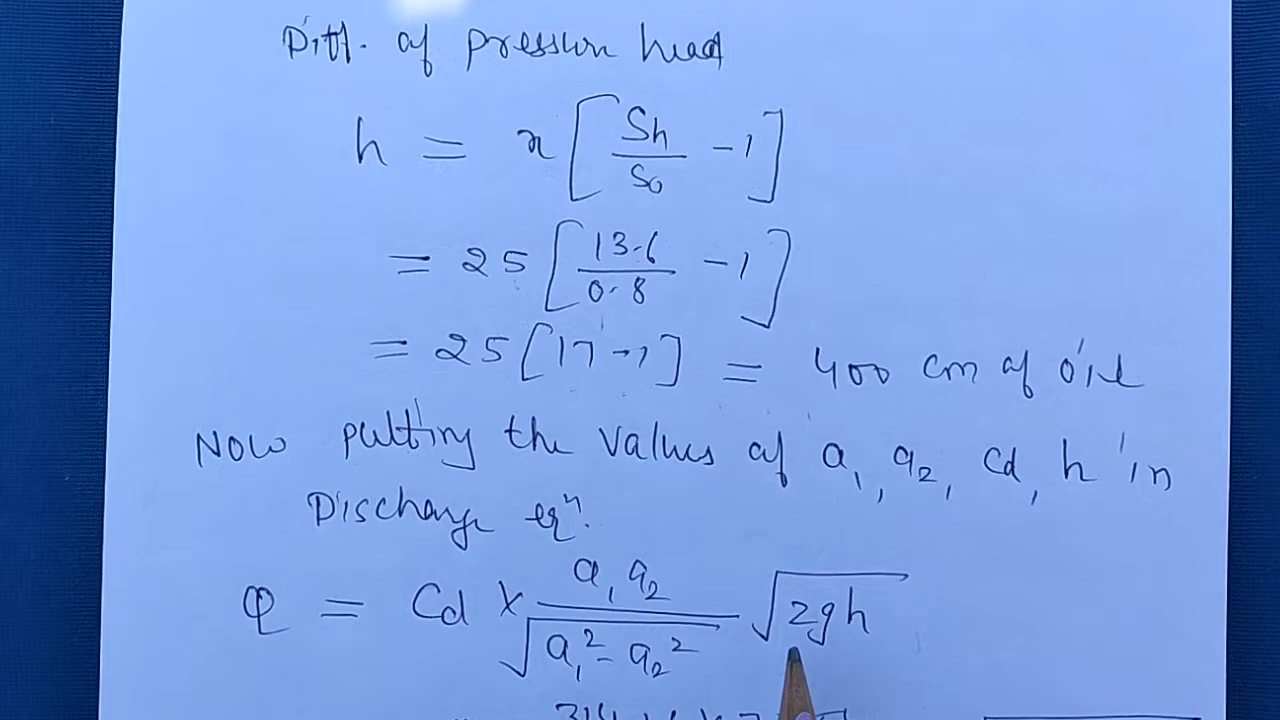 Diff. of pressure head
h = x [ Sh / So - 1 ]
= 25 [ 13.6 / 0.8 - 1 ]
= 25 [ 17 - 1 ] = 400 cm of oil
Now putting the values of a₁, a₂, Cd, h in
Discharge eqⁿ.
Q = Cd × a₁ a₂ / √(a₁² - a₂²) √(2gh)